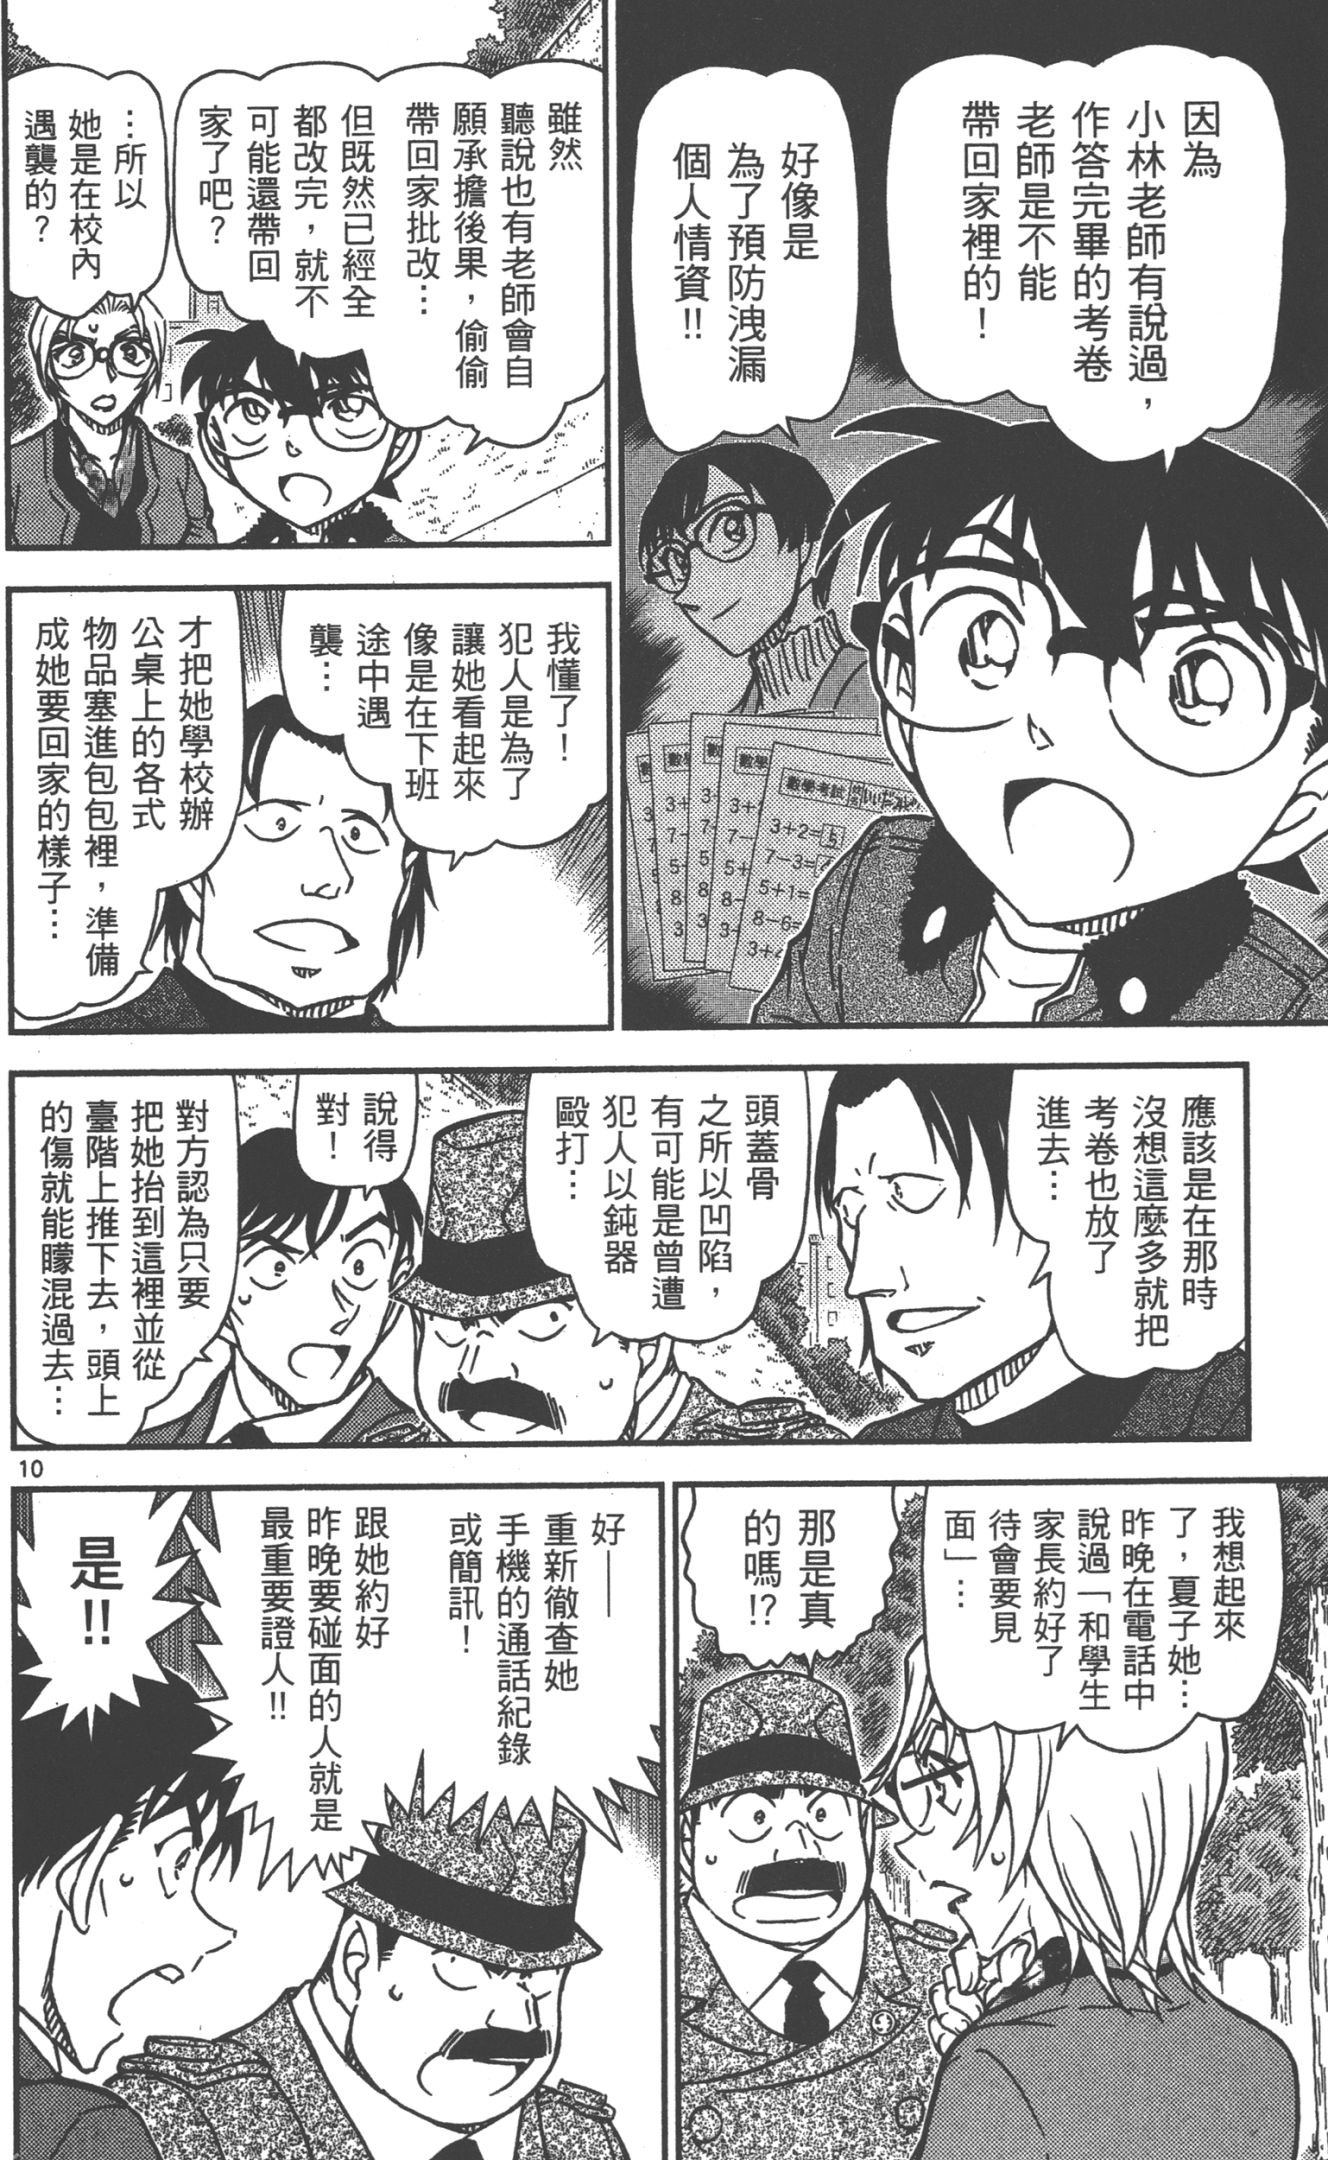 因為
小林老師有說過，
作答完畢的考卷
老師是不能
帶回家裡的！
好像是
為了預防洩漏
個人情資!!
數學考試
3+2=5
7-3=
5+1=
8-6=
雖然
聽說也有老師會自
願承擔後果，偷偷
帶回家批改…
但既然已經全
都改完，就不
可能還帶回
家了吧？
…所以
她是在校內
遇襲的？
我懂了！
犯人是為了
讓她看起來
像是在下班
途中遇
襲…
才把她學校辦
公桌上的各式
物品塞進包包裡，準備
成她要回家的樣子…
應該是在那時
沒想這麼多就把
考卷也放了
進去…
頭蓋骨
之所以凹陷，
有可能是曾遭
犯人以鈍器
毆打…
說得
對！
對方認為只要
把她抬到這裡並從
臺階上推下去，頭上
的傷就能矇混過去…
10
我想起來
了，夏子她…
昨晚在電話中
說過「和學生
家長約好了
待會要見
面」…
那是真
的嗎!?
好——
重新徹查她
手機的通話紀錄
或簡訊！
跟她約好
昨晚要碰面的人就是
最重要證人!!
是!!